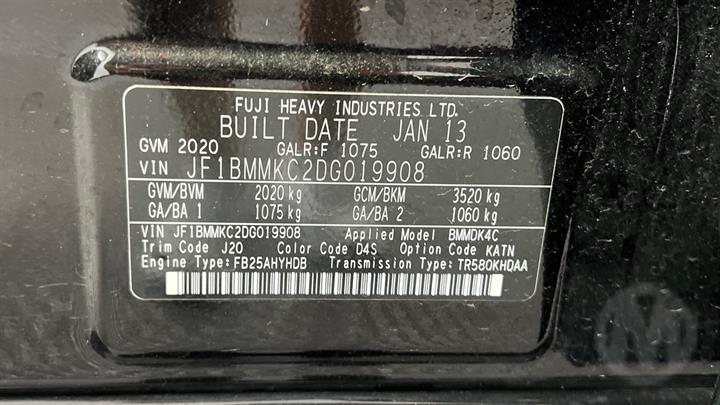 FUJI HEAVY INDUSTRIES LTD.
BUILT DATE JAN 13
GVM 2020 GALR:F 1075 GALR:R 1060
VIN JF1BMMKC2DG019908
GVM/BVM 2020 kg GCM/BKM 3520 kg
GA/BA 1 1075 kg GA/BA 2 1060 kg
VIN JF1BMMKC2DG019908 Applied Model BMMDK4C
Trim Code J20 Color Code D4S Option Code KATN
Engine Type:FB25AHYHDB Transmission Type:TR580KHDAA
M